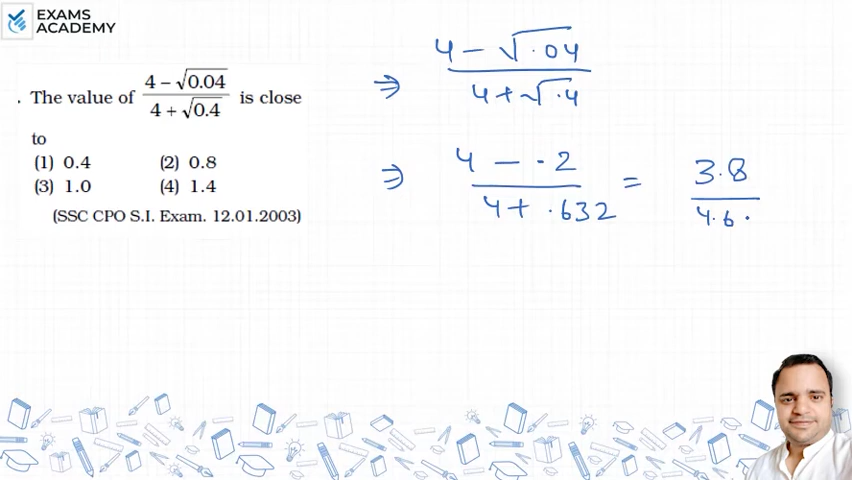 EXAMS
ACADEMY
. The value of (4 − √0.04)/(4 + √0.4) is close
to
(1) 0.4 (2) 0.8
(3) 1.0 (4) 1.4
(SSC CPO S.I. Exam. 12.01.2003)
⇒ (4 − √.04)/(4 + √.4)
⇒ (4 − .2)/(4 + .632) = 3.8/4.6.